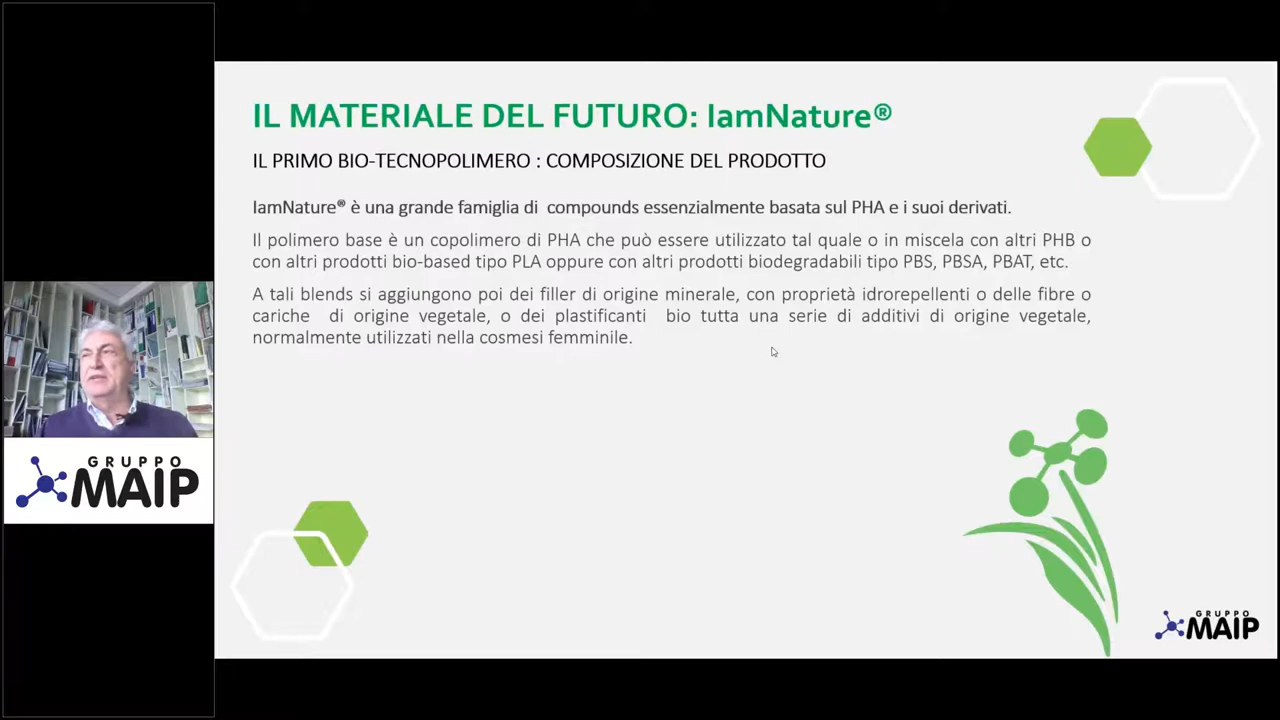 IL MATERIALE DEL FUTURO: IamNature®
IL PRIMO BIO-TECNOPOLIMERO : COMPOSIZIONE DEL PRODOTTO
IamNature® è una grande famiglia di compounds essenzialmente basata sul PHA e i suoi derivati.
Il polimero base è un copolimero di PHA che può essere utilizzato tal quale o in miscela con altri PHB o
con altri prodotti bio-based tipo PLA oppure con altri prodotti biodegradabili tipo PBS, PBSA, PBAT, etc.
A tali blends si aggiungono poi dei filler di origine minerale, con proprietà idrorepellenti o delle fibre o
cariche di origine vegetale, o dei plastificanti bio tutta una serie di additivi di origine vegetale,
normalmente utilizzati nella cosmesi femminile.
GRUPPO
MAIP
GRUPPO
MAIP